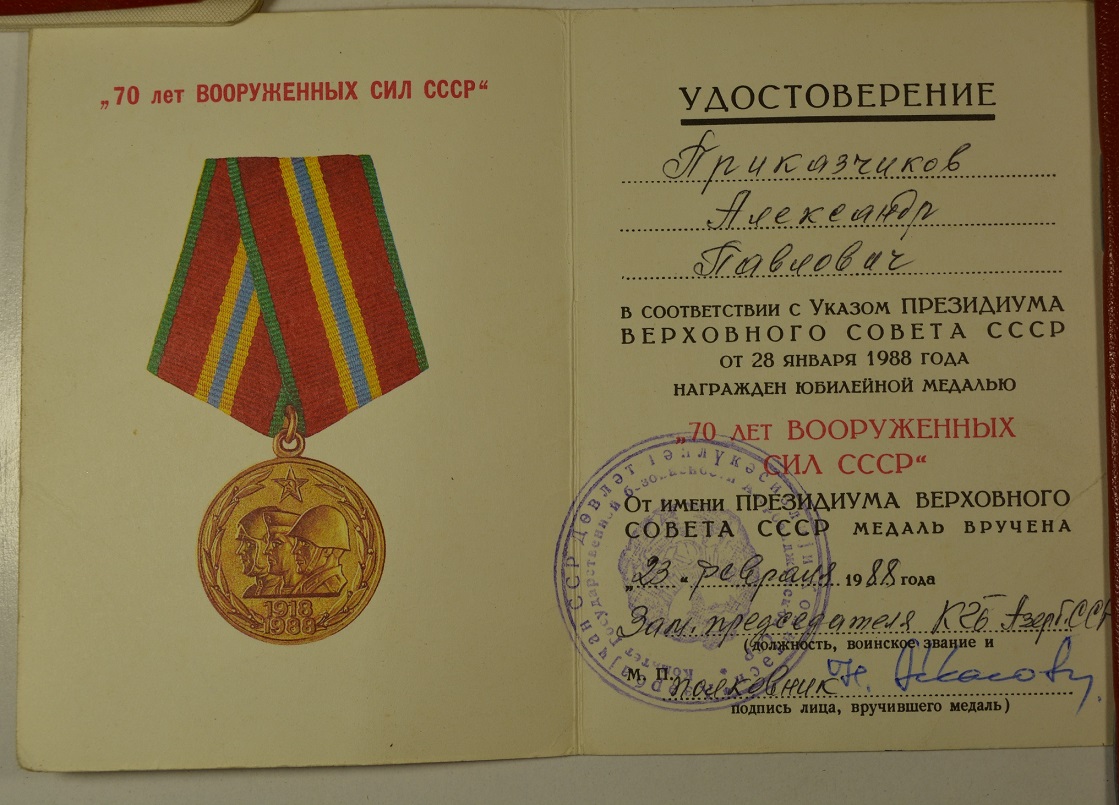 „70 лет ВООРУЖЕННЫХ СИЛ СССР“
1918
1988
УДОСТОВЕРЕНИЕ
Приказчиков
Александр
Павлович
В СООТВЕТСТВИИ С УКАЗОМ ПРЕЗИДИУМА
ВЕРХОВНОГО СОВЕТА СССР
ОТ 28 ЯНВАРЯ 1988 ГОДА
НАГРАЖДЕН ЮБИЛЕЙНОЙ МЕДАЛЬЮ
„70 ЛЕТ ВООРУЖЕННЫХ
СИЛ СССР“
ОТ ИМЕНИ ПРЕЗИДИУМА ВЕРХОВНОГО
СОВЕТА СССР МЕДАЛЬ ВРУЧЕНА
„23“ февраля 1988 года
Зам. председателя КГБ Азерб.ССР
(должность, воинское звание и
М. П. полковник
подпись лица, вручившего медаль)